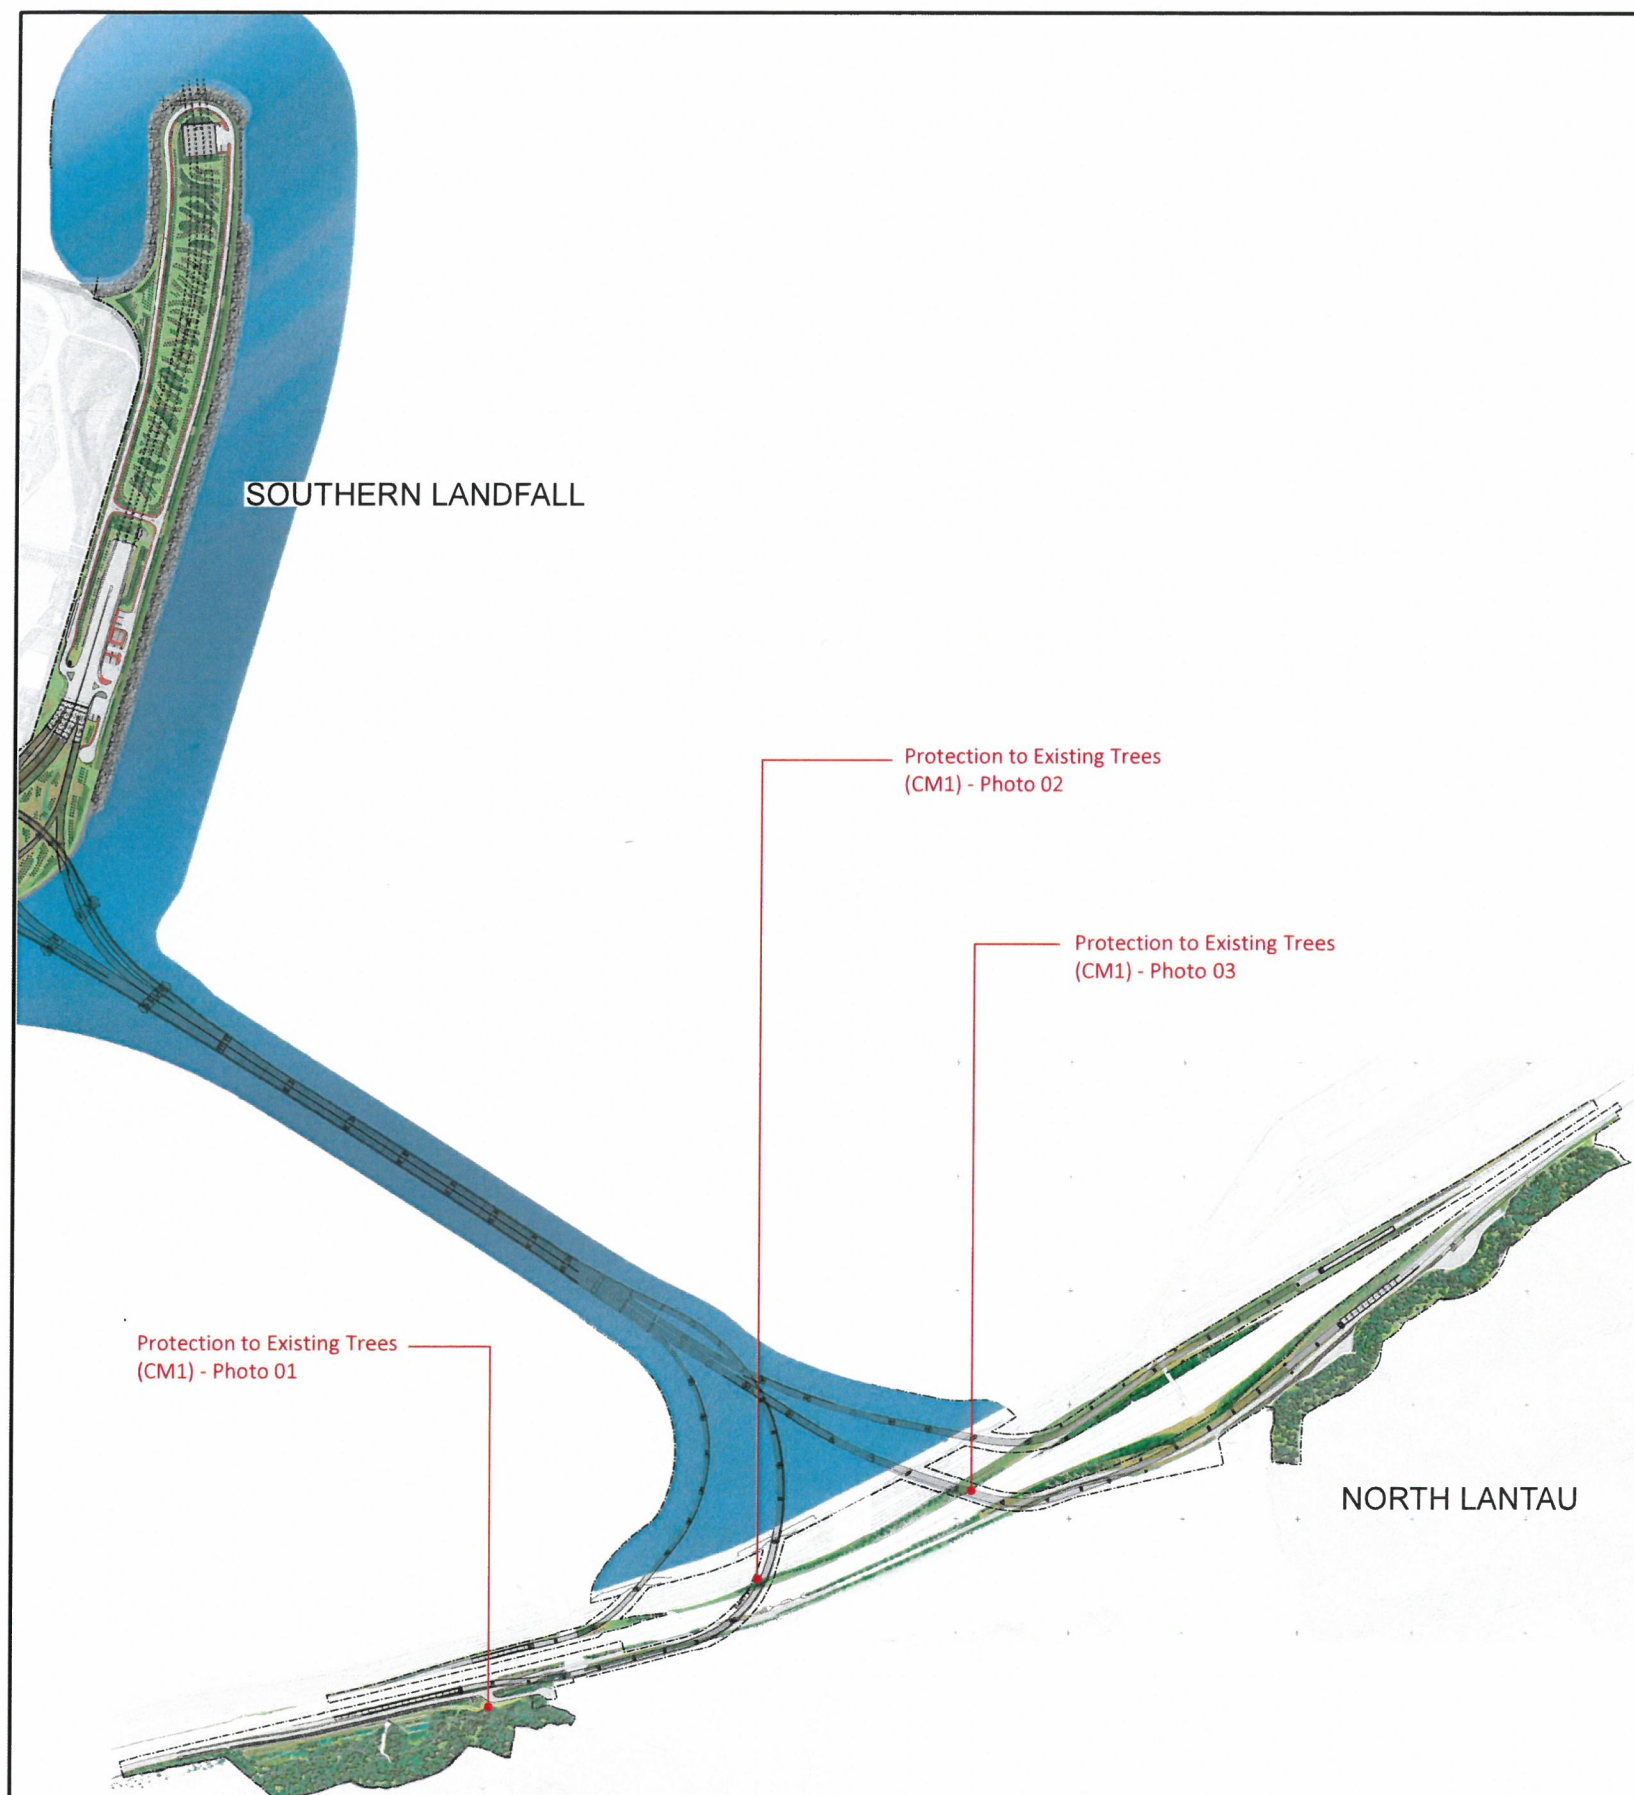 SOUTHERN LANDFALL
Protection to Existing Trees
(CM1) - Photo 02
Protection to Existing Trees
(CM1) - Photo 03
Protection to Existing Trees
(CM1) - Photo 01
NORTH LANTAU